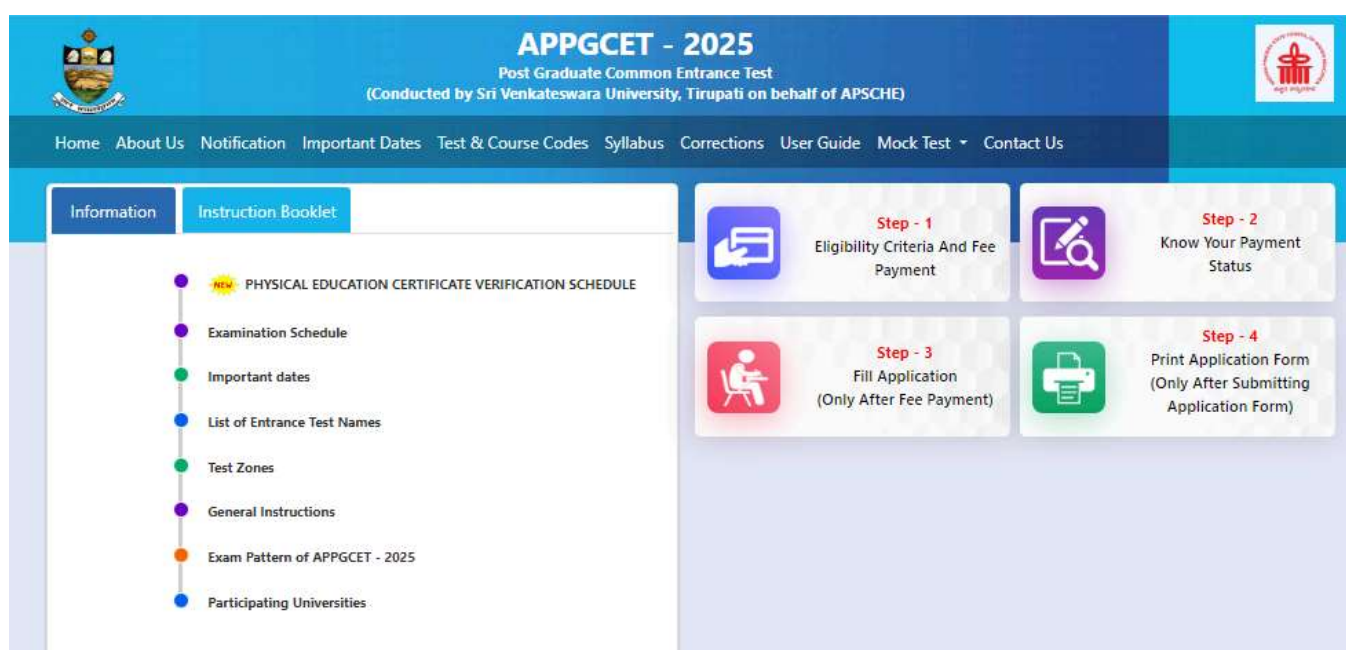 APPGCET - 2025
Post Graduate Common Entrance Test
(Conducted by Sri Venkateswara University, Tirupati on behalf of APSCHE)
Home About Us Notification Important Dates Test & Course Codes Syllabus Corrections User Guide Mock Test Contact Us
Information Instruction Booklet
NEW PHYSICAL EDUCATION CERTIFICATE VERIFICATION SCHEDULE
Examination Schedule
Important dates
List of Entrance Test Names
Test Zones
General Instructions
Exam Pattern of APPGCET - 2025
Participating Universities
Step - 1
Eligibility Criteria And Fee
Payment
Step - 2
Know Your Payment
Status
Step - 3
Fill Application
(Only After Fee Payment)
Step - 4
Print Application Form
(Only After Submitting
Application Form)